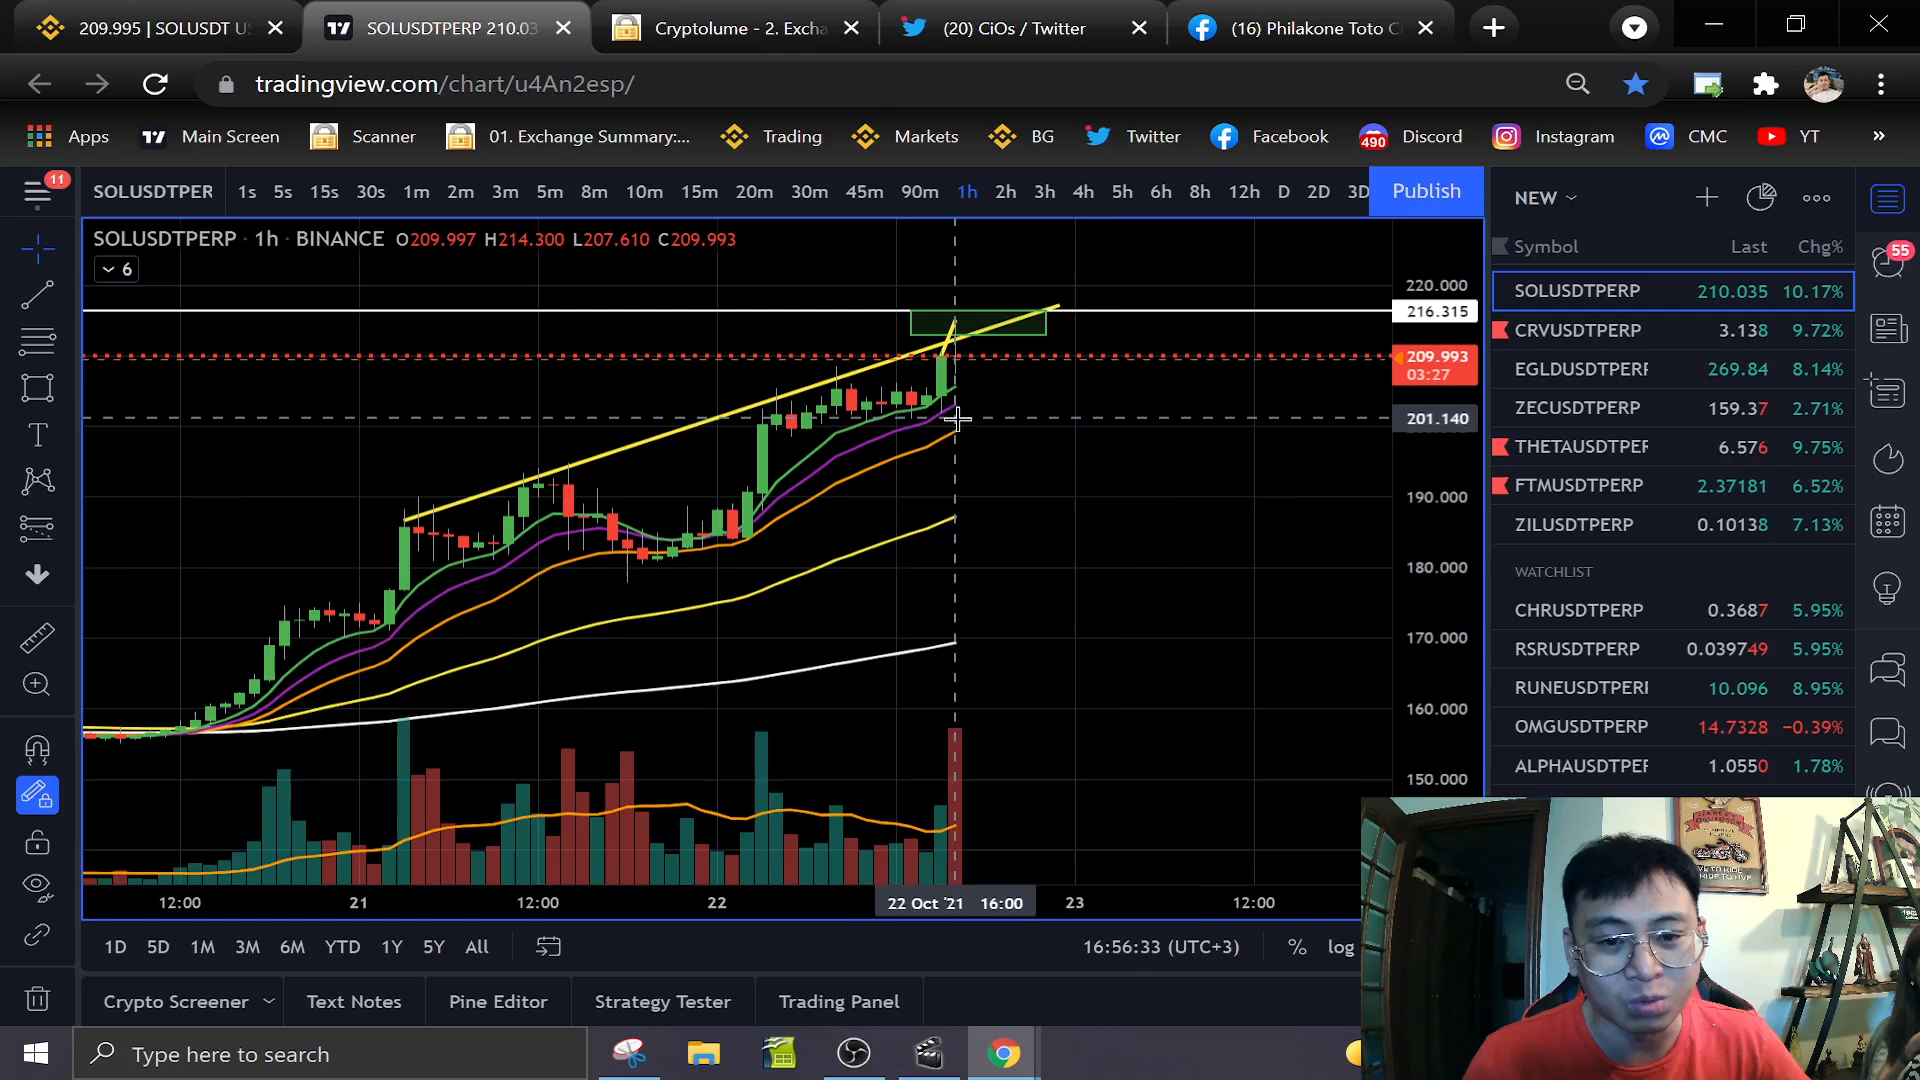 209.995 | SOLUSDT U
SOLUSDTPERP 210.03
Cryptolume - 2. Excha
(20) CiOs / Twitter
(16) Philakone Toto C
tradingview.com/chart/u4An2esp/
Apps
Main Screen
Scanner
01. Exchange Summary:...
Trading
Markets
BG
Twitter
Facebook
490
Discord
Instagram
CMC
YT
»
11
SOLUSDTPER
1s 5s 15s 30s 1m 2m 3m 5m 8m 10m 15m 20m 30m 45m 90m 1h 2h 3h 4h 5h 6h 8h 12h D 2D 3D
Publish
NEW
SOLUSDTPERP · 1h · BINANCE O209.997 H214.300 L207.610 C209.993
6
Symbol Last Chg%
55
SOLUSDTPERP 210.035 10.17%
CRVUSDTPERP 3.138 9.72%
EGLDUSDTPERF 269.84 8.14%
ZECUSDTPERP 159.37 2.71%
THETAUSDTPER 6.576 9.75%
FTMUSDTPERP 2.37181 6.52%
ZILUSDTPERP 0.10138 7.13%
WATCHLIST
CHRUSDTPERP 0.3687 5.95%
RSRUSDTPERP 0.039749 5.95%
RUNEUSDTPERI 10.096 8.95%
OMGUSDTPERP 14.7328 −0.39%
ALPHAUSDTPEF 1.0550 1.78%
220.000
216.315
209.993
03:27
201.140
190.000
180.000
170.000
160.000
150.000
12:00 21 12:00 22 22 Oct '21 16:00 23 12:00
1D 5D 1M 3M 6M YTD 1Y 5Y All
16:56:33 (UTC+3) % log
Crypto Screener
Text Notes
Pine Editor
Strategy Tester
Trading Panel
Type here to search